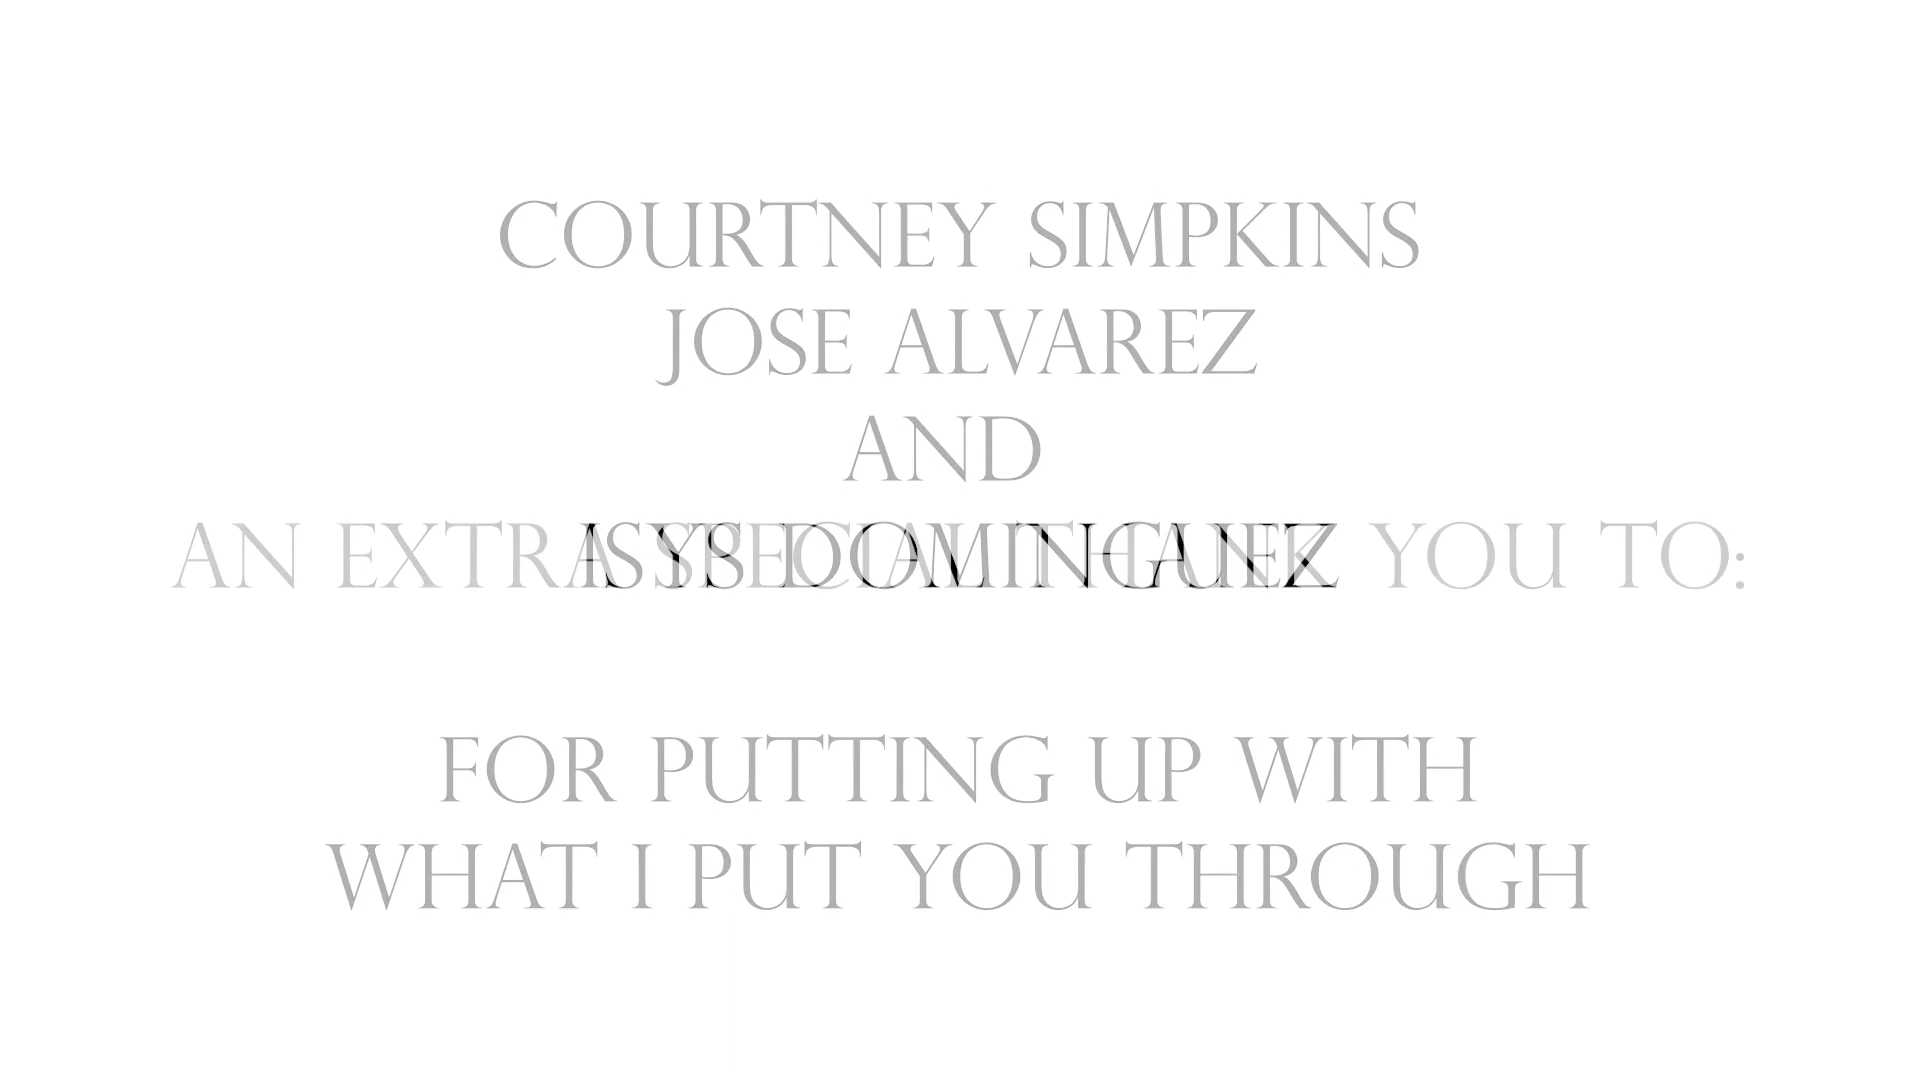 COURTNEY SIMPKINS
JOSE ALVAREZ
AND
AN EXTRA SPECIAL THANK YOU TO:
ISYS DOMINGUEZ
FOR PUTTING UP WITH
WHAT I PUT YOU THROUGH